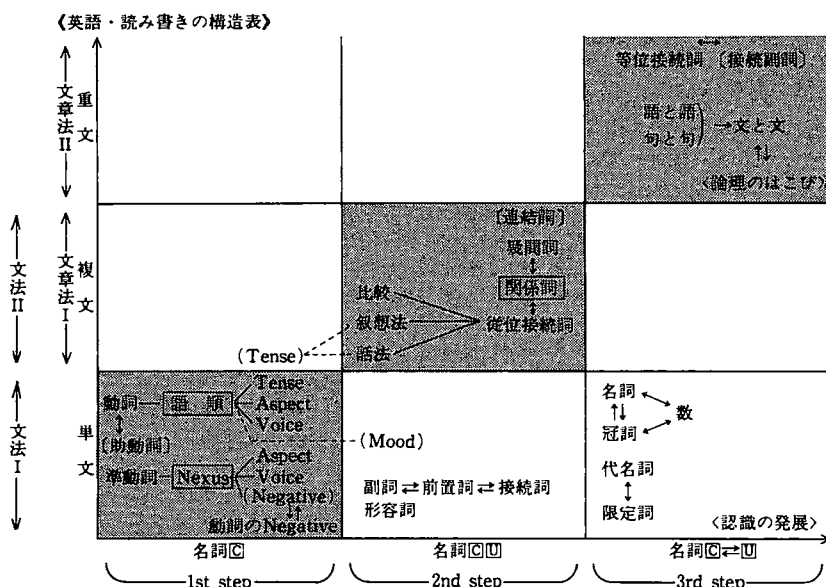 《英語・読み書きの構造表》
等位接続詞 〔接続副詞〕
語と語
句と句
文と文
<論理のはこび>
重文
文章法II
〔連結詞〕
疑問詞
関係詞
従位接続詞
比較
叙想法
話法
(Tense)
複文
文章法I
文法II
動詞
語順
Tense
Aspect
Voice
〔助動詞〕
(Mood)
準動詞
Nexus
Aspect
Voice
(Negative)
動詞のNegative
単文
文法I
副詞⇌前置詞⇌接続詞
形容詞
名詞
数
冠詞
代名詞
限定詞
<認識の発展>
名詞C
名詞CU
名詞C⇌U
1st step
2nd step
3rd step